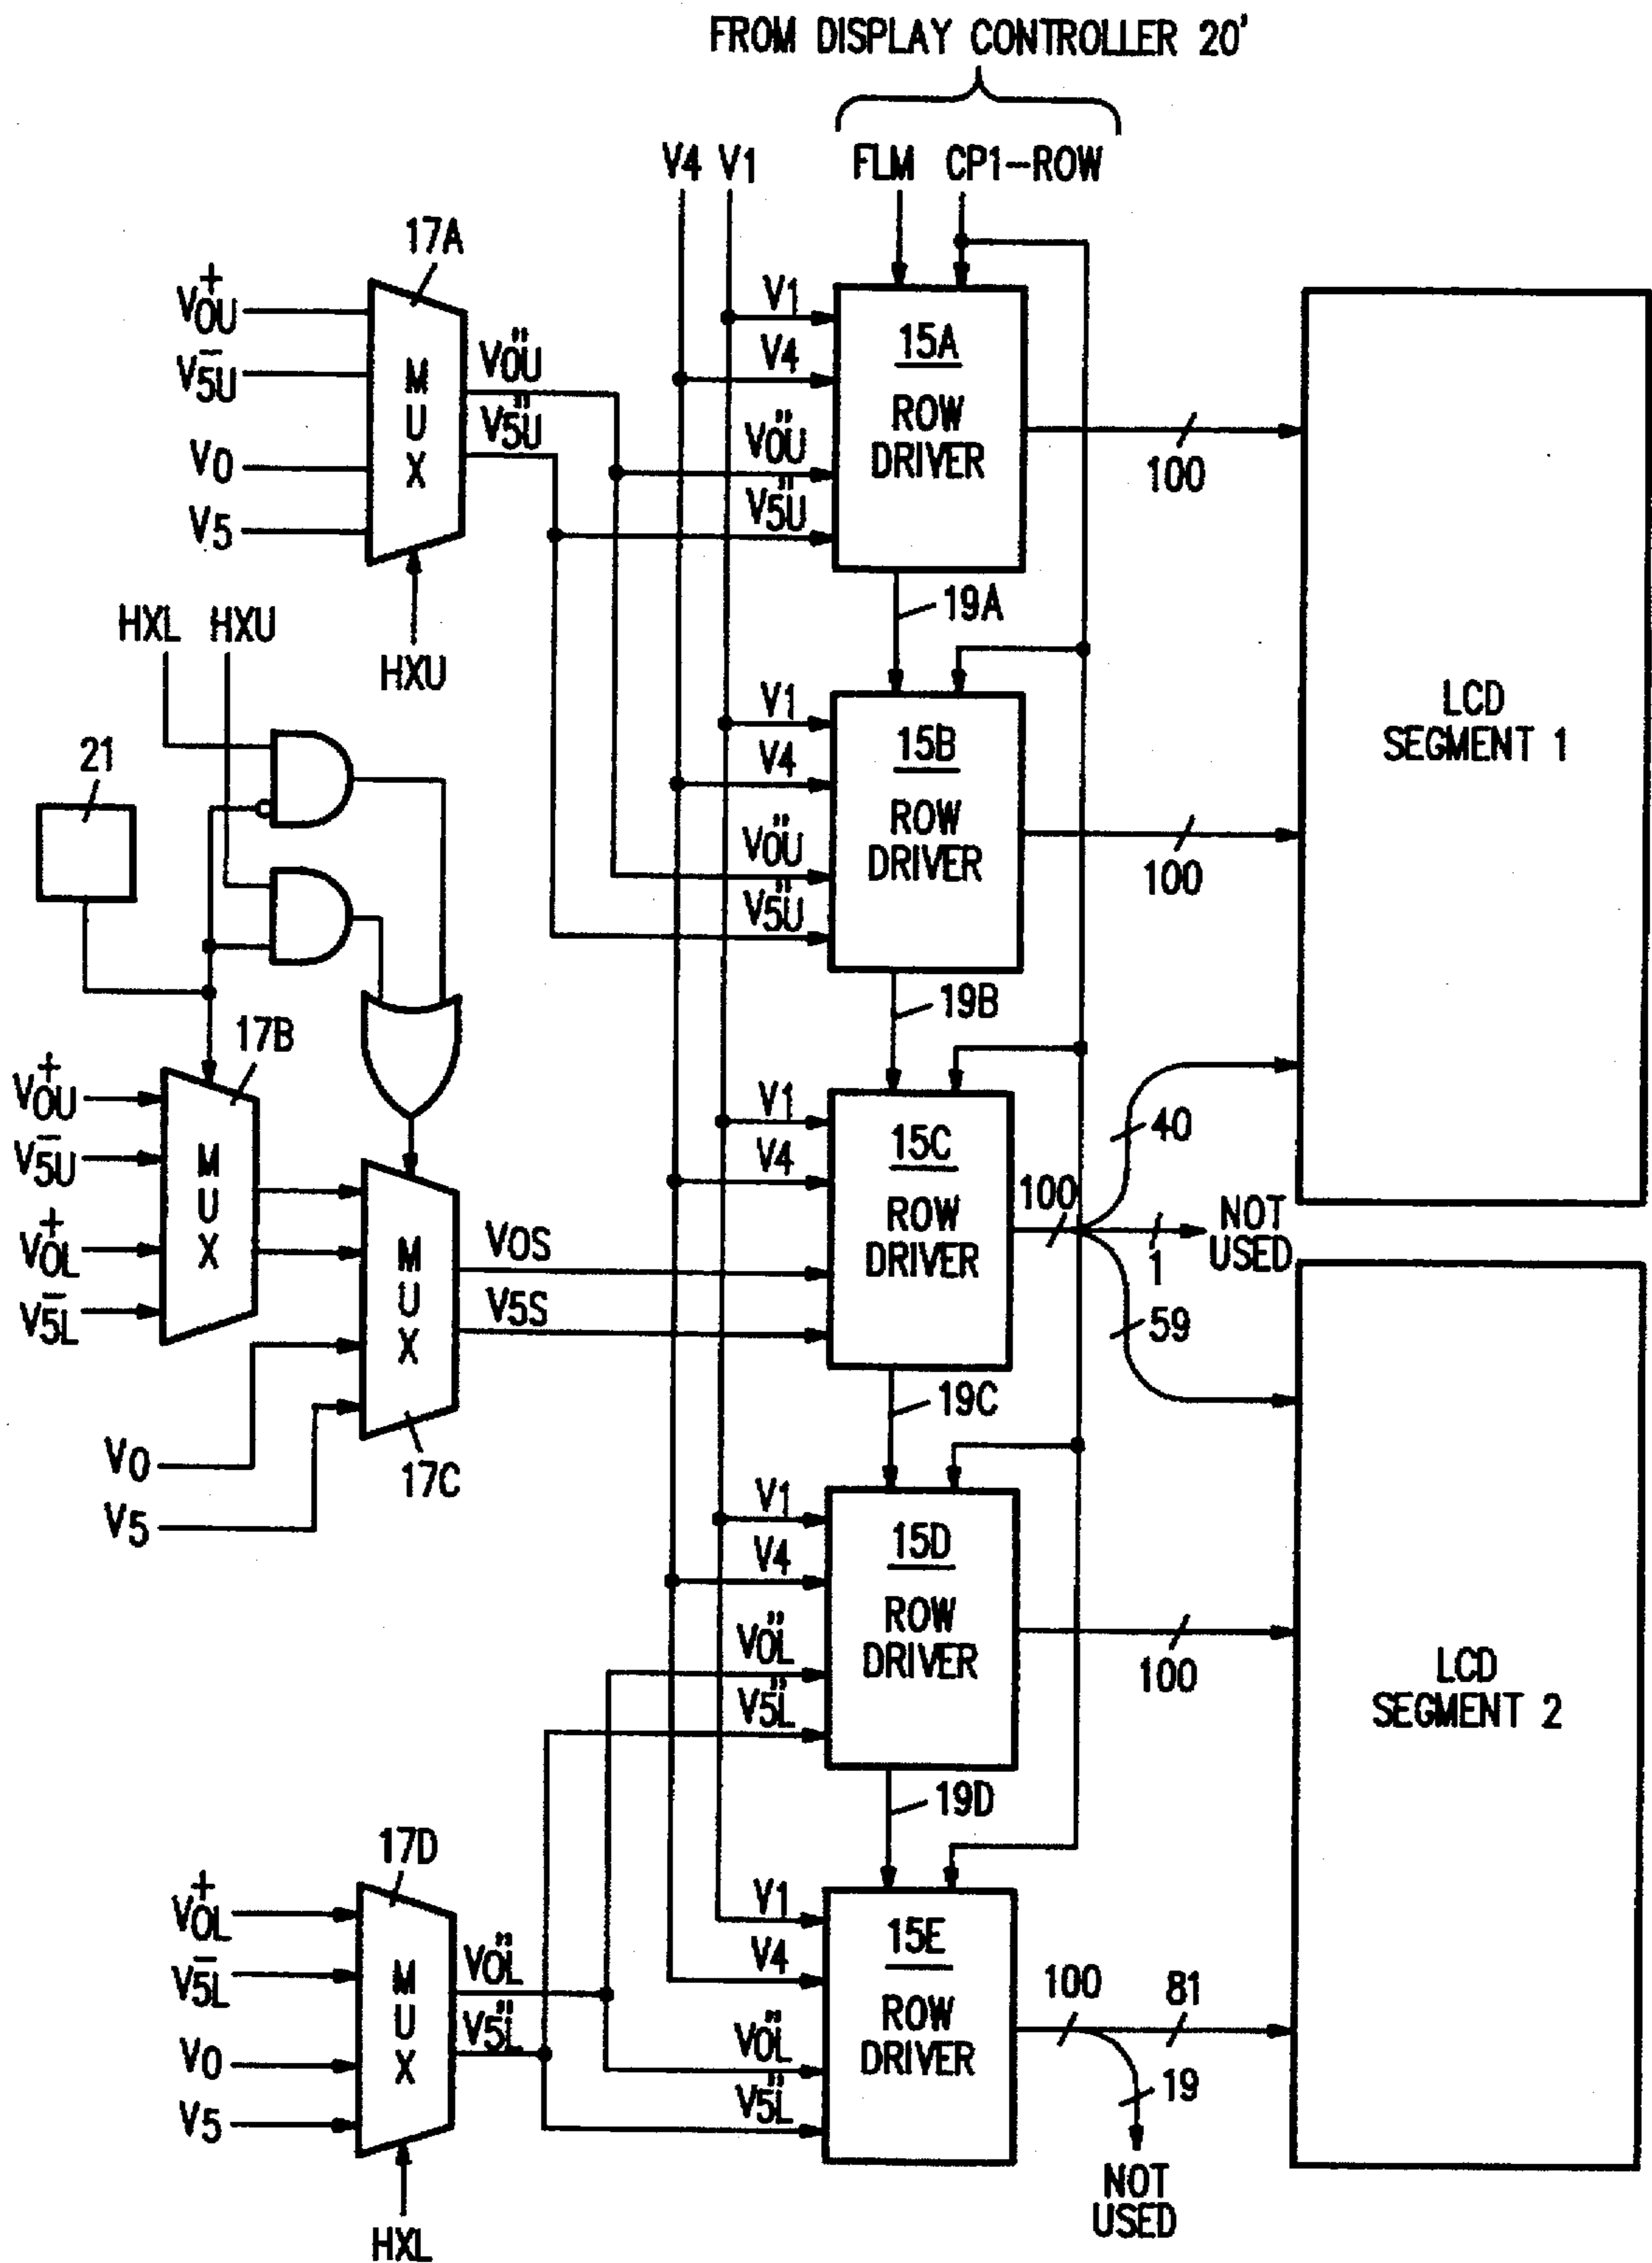 FROM DISPLAY CONTROLLER 20'
V4 V1 FLM CP1-ROW
17A
V0U+
V5U-
V0
V5
MUX
V0U"
V5U"
HXU
V1
V4
V0U"
V5U"
15A
ROW
DRIVER
100
19A
HXL HXU
21
V1
V4
V0U"
V5U"
15B
ROW
DRIVER
100
LCD
SEGMENT 1
19B
17B
V0U+
V5U-
V0L+
V5L-
MUX
V0
V5
MUX
17C
V0S
V5S
V1
V4
15C
ROW
DRIVER
100
40
1
NOT
USED
59
19C
V1
V4
V0L"
V5L"
15D
ROW
DRIVER
100
LCD
SEGMENT 2
19D
17D
V0L+
V5L-
V0
V5
MUX
V0L"
V5L"
HXL
V1
V4
V0L"
V5L"
15E
ROW
DRIVER
100
81
19
NOT
USED